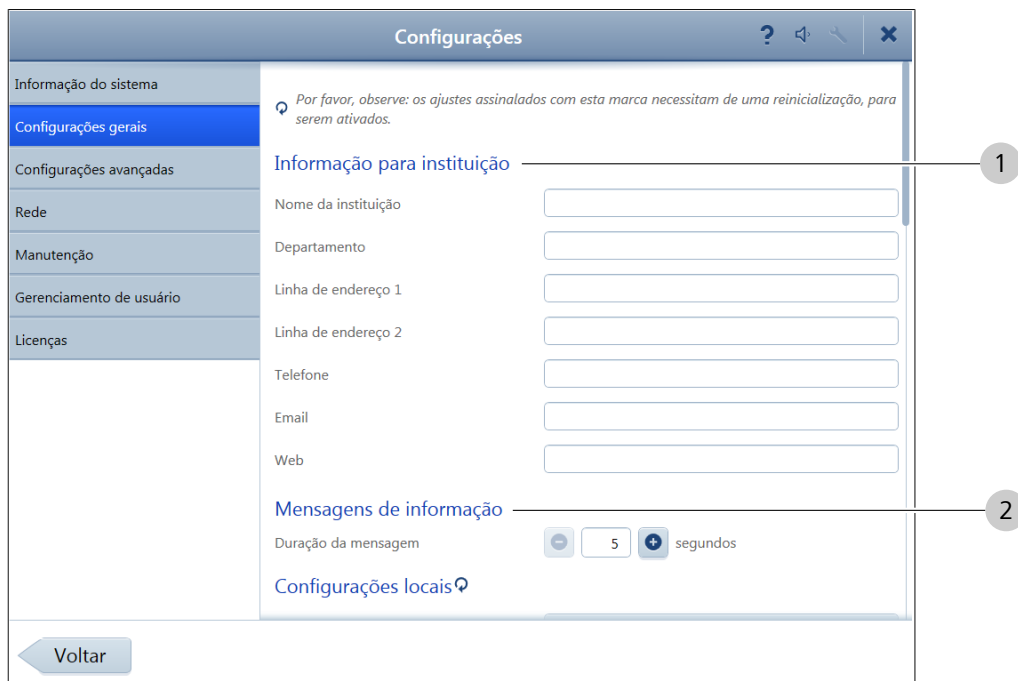 Configurações
?
Informação do sistema
Configurações gerais
Configurações avançadas
Rede
Manutenção
Gerenciamento de usuário
Licenças
Por favor, observe: os ajustes assinalados com esta marca necessitam de uma reinicialização, para
serem ativados.
Informação para instituição
1
Nome da instituição
Departamento
Linha de endereço 1
Linha de endereço 2
Telefone
Email
Web
Mensagens de informação
2
Duração da mensagem
5
segundos
Configurações locais
Voltar